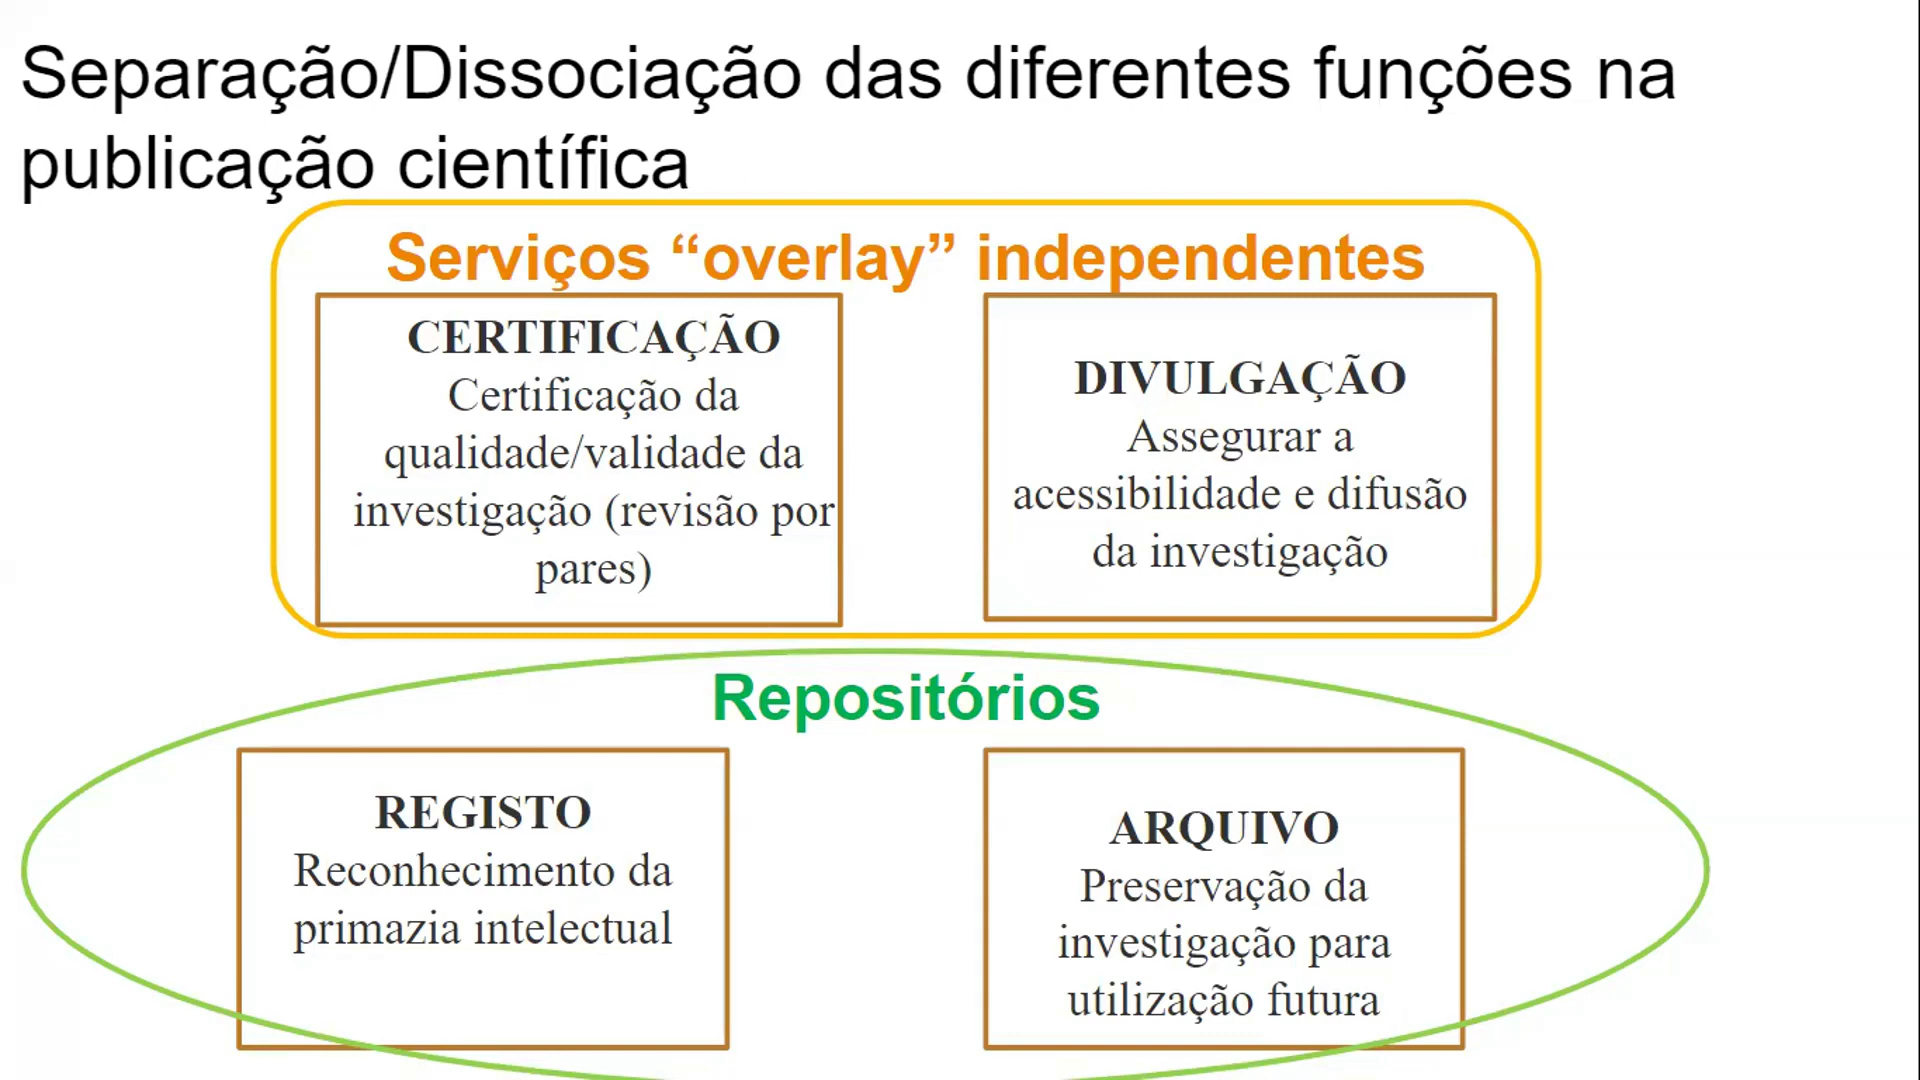 Separação/Dissociação das diferentes funções na
publicação científica
Serviços “overlay” independentes
CERTIFICAÇÃO
Certificação da
qualidade/validade da
investigação (revisão por
pares)
DIVULGAÇÃO
Assegurar a
acessibilidade e difusão
da investigação
Repositórios
REGISTO
Reconhecimento da
primazia intelectual
ARQUIVO
Preservação da
investigação para
utilização futura